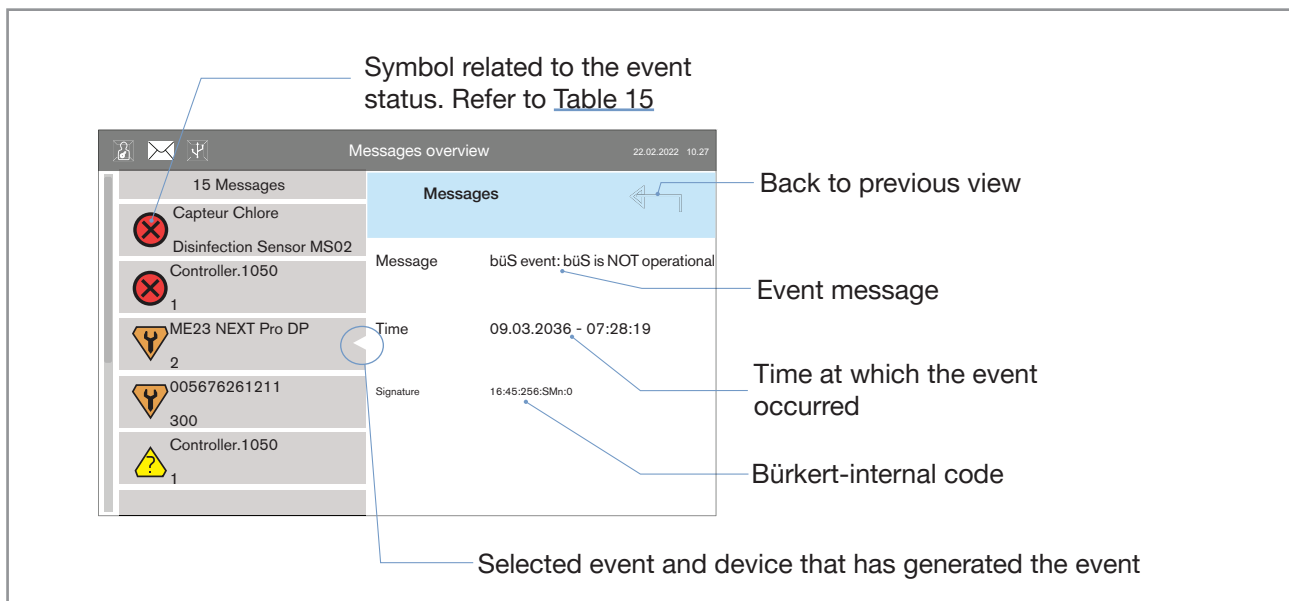 Symbol related to the event
status. Refer to Table 15
Messages overview
22.02.2022 10.27
15 Messages
Capteur Chlore
Disinfection Sensor MS02
Controller.1050
1
ME23 NEXT Pro DP
2
005676261211
300
Controller.1050
1
Messages
Message büS event: büS is NOT operational
Time 09.03.2036 - 07:28:19
Signature 16:45:256:SMn:0
Back to previous view
Event message
Time at which the event
occurred
Bürkert-internal code
Selected event and device that has generated the event